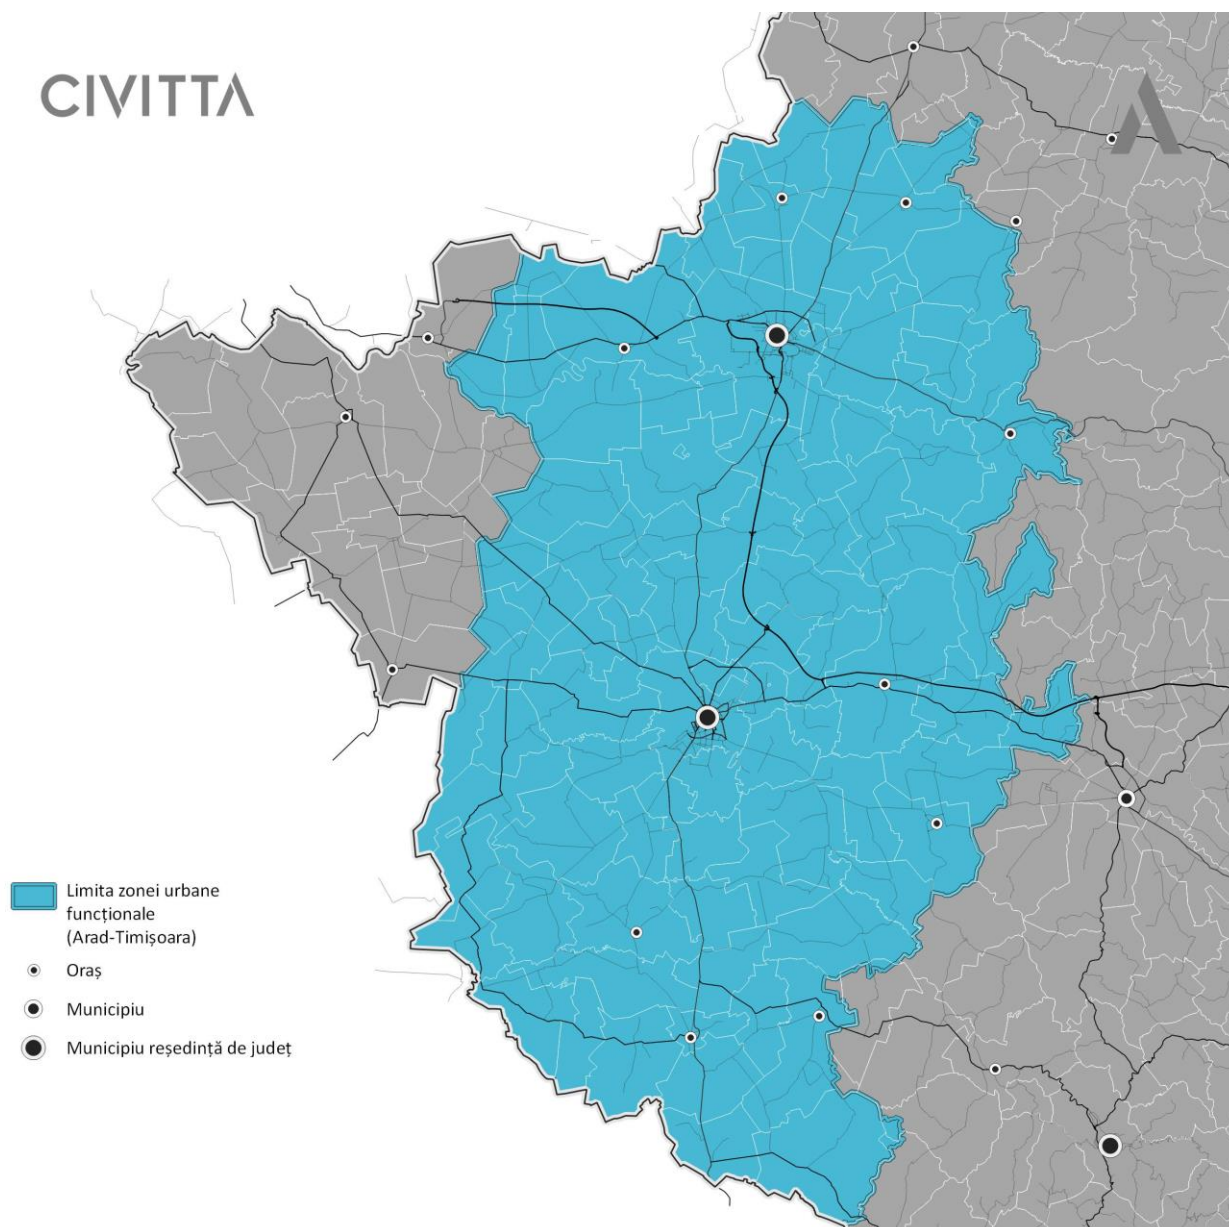 CIVITTA
Limita zonei urbane
funcționale
(Arad-Timișoara)
Oraș
Municipiu
Municipiu reședință de județ